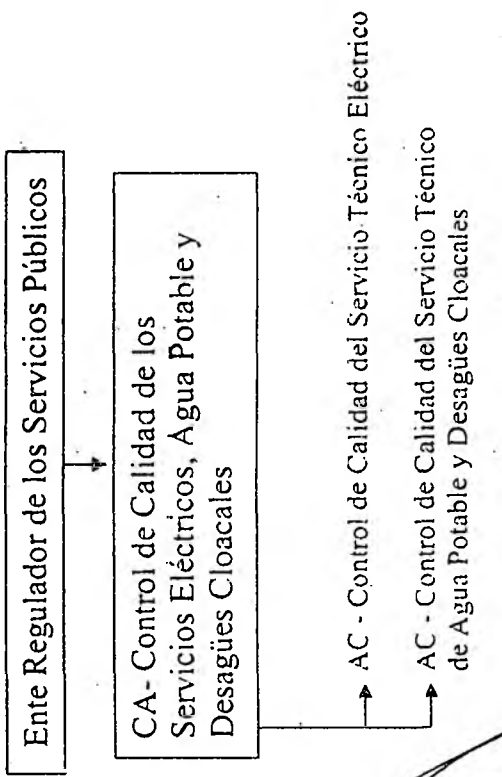 Ente Regulador de los Servicios Públicos
CA- Control de Calidad de los
Servicios Eléctricos, Agua Potable y
Desagües Cloacales
AC - Control de Calidad del Servicio Técnico Eléctrico
AC - Control de Calidad del Servicio Técnico
de Agua Potable y Desagües Cloacales